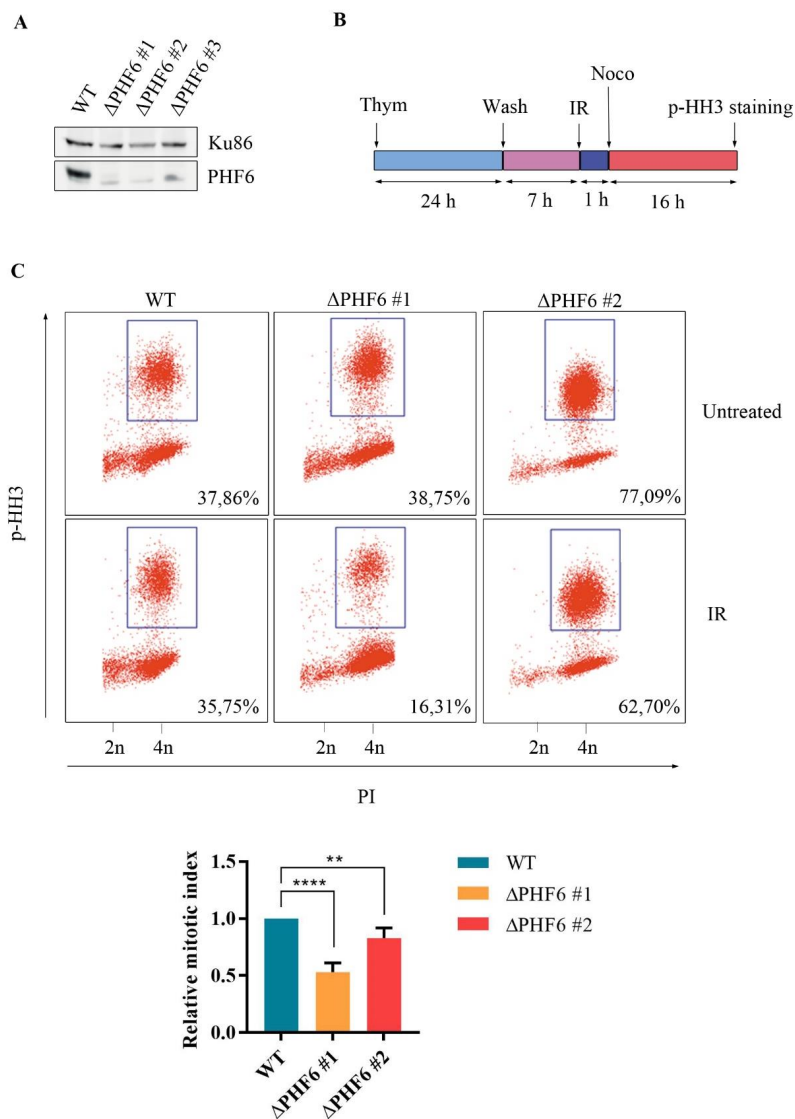 A
WT
ΔPHF6 #1
ΔPHF6 #2
ΔPHF6 #3
Ku86
PHF6
B
Thym
Wash
IR
Noco
p-HH3 staining
24 h
7 h
1 h
16 h
C
WT
ΔPHF6 #1
ΔPHF6 #2
p-HH3
37,86%
38,75%
77,09%
Untreated
35,75%
16,31%
62,70%
IR
2n 4n
2n 4n
2n 4n
PI
Relative mitotic index
1.5
1.0
0.5
0.0
****
**
WT
ΔPHF6 #1
ΔPHF6 #2
WT
ΔPHF6 #1
ΔPHF6 #2